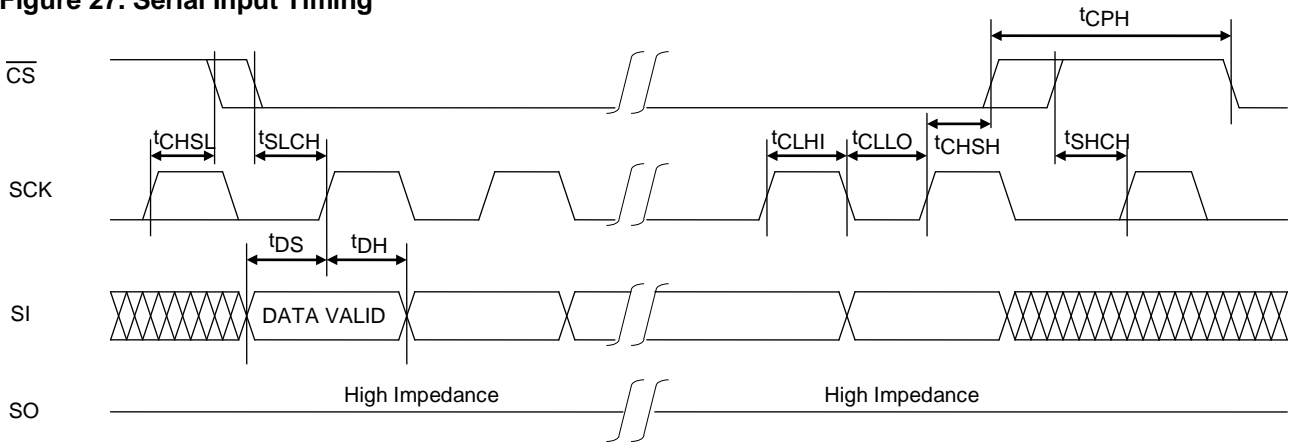 Figure 27. Serial Input Timing
tCPH
CS
tCHSL
tSLCH
tCLHI
tCLLO
tCHSH
tSHCH
SCK
tDS
tDH
SI
DATA VALID
SO
High Impedance
High Impedance